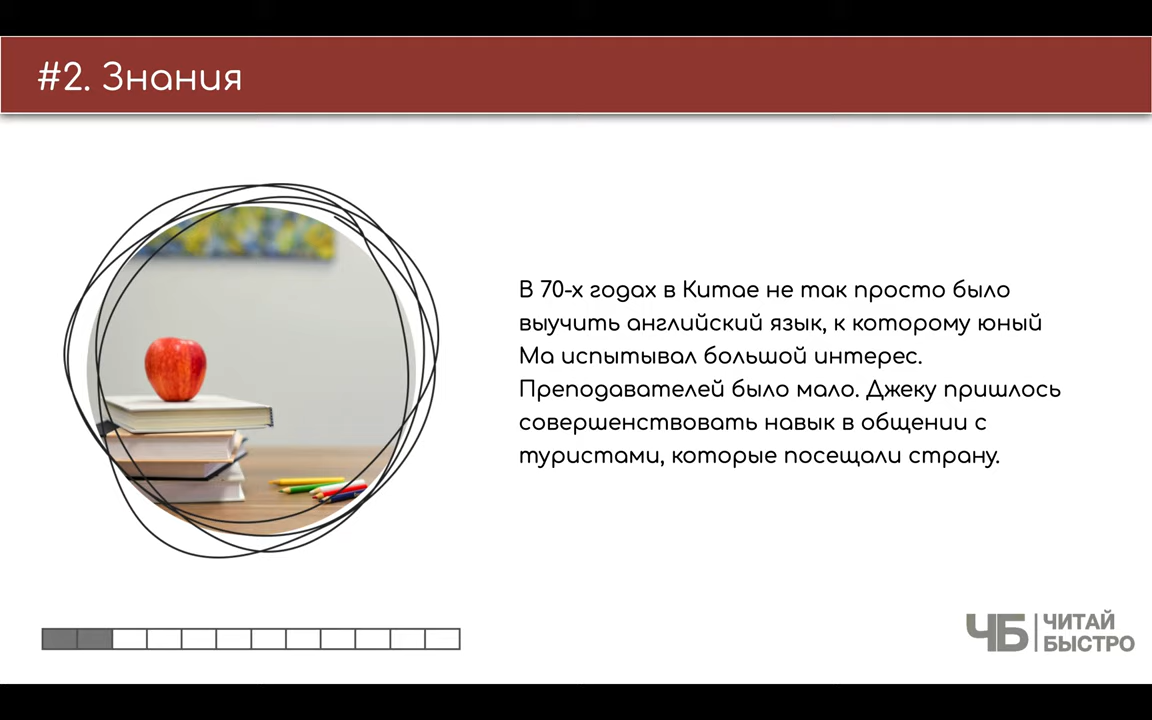 #2. Знания
В 70-х годах в Китае не так просто было
выучить английский язык, к которому юный
Ма испытывал большой интерес.
Преподавателей было мало. Джеку пришлось
совершенствовать навык в общении с
туристами, которые посещали страну.
ЧБ
ЧИТАЙ
БЫСТРО